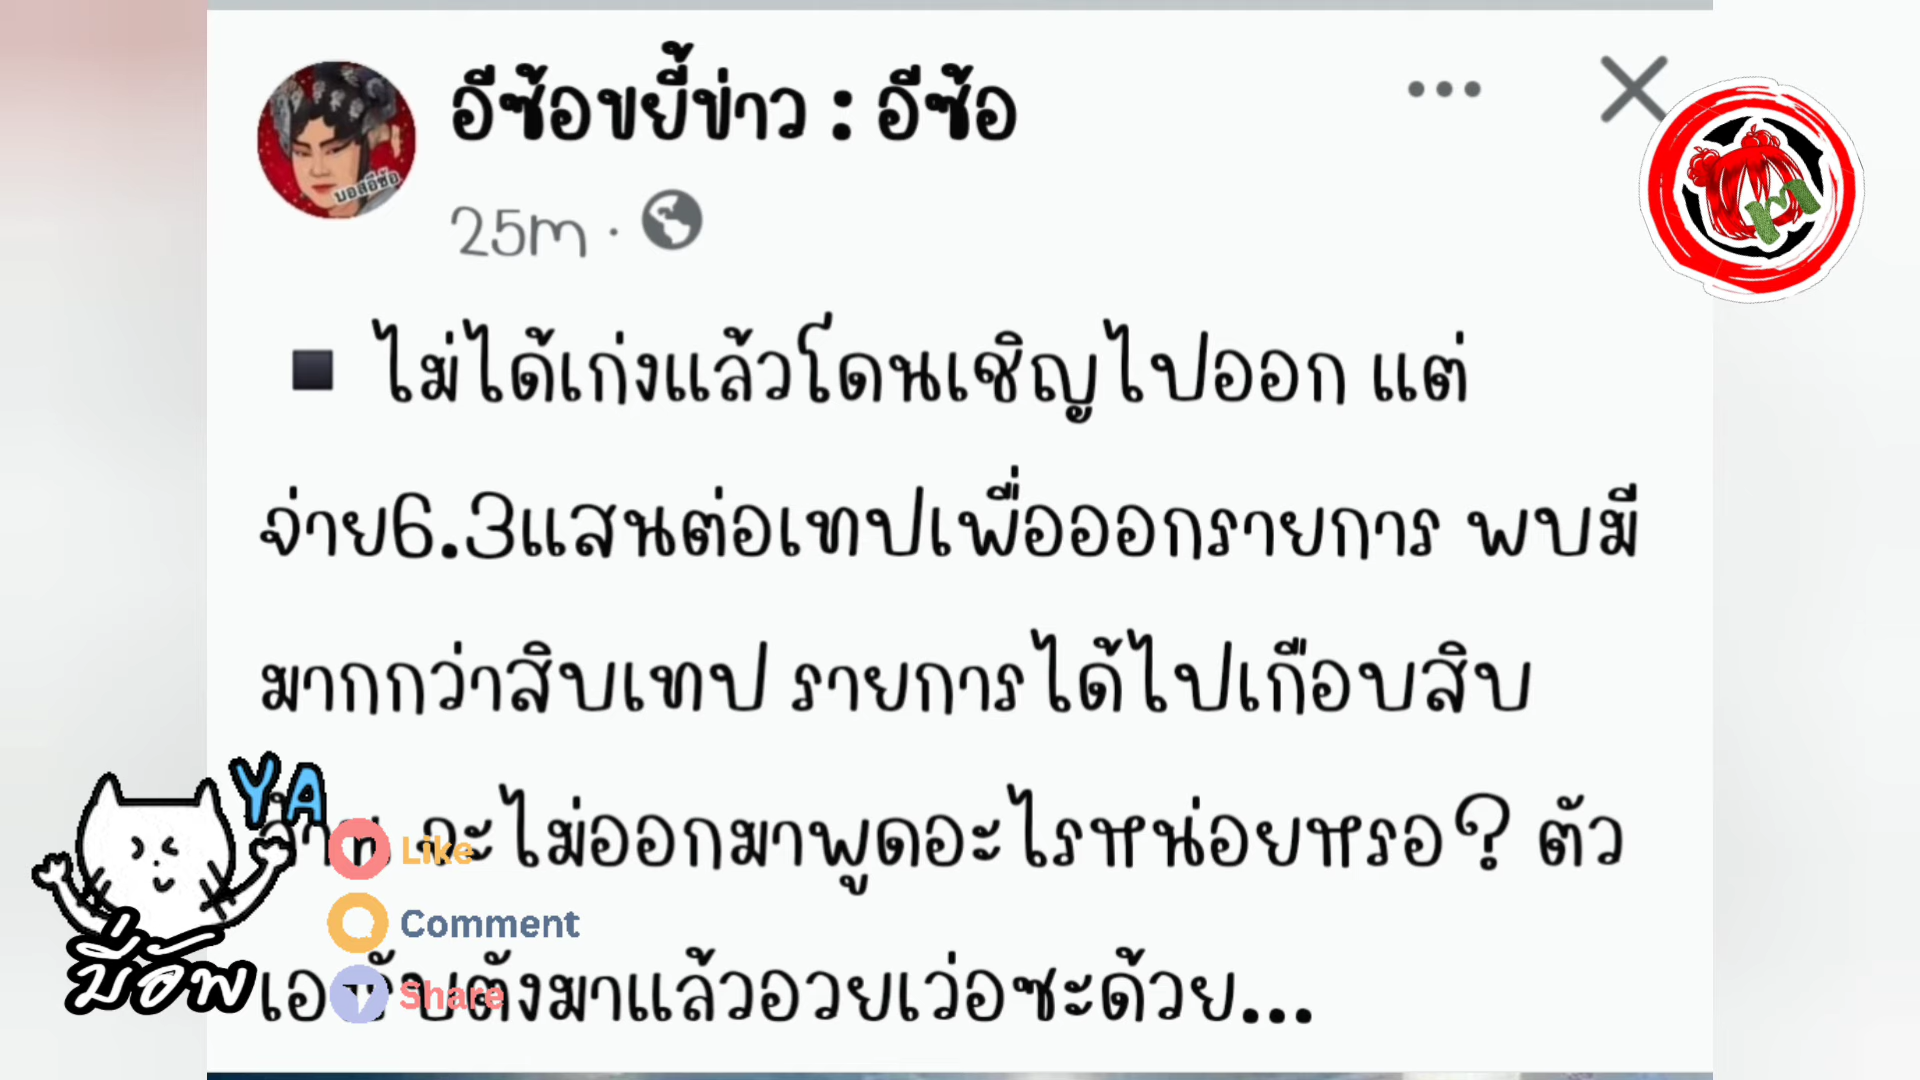 อีซ้อขยี้ข่าว : อีซ้อ
บอสอีซ้อ
25m
ไม่ได้เก่งแล้วโดนเชิญไปออก แต่
จ่าย6.3แสนต่อเทปเพื่อออกรายการ พบมี
มากกว่าสิบเทป รายการได้ไปเกือบสิบ
YA
จะไม่ออกมาพูดอะไรหน่อยหรอ? ตัว
Like
Comment
บี๋อัพ
ตังมาแล้วอวยเว่อซะด้วย...
Share